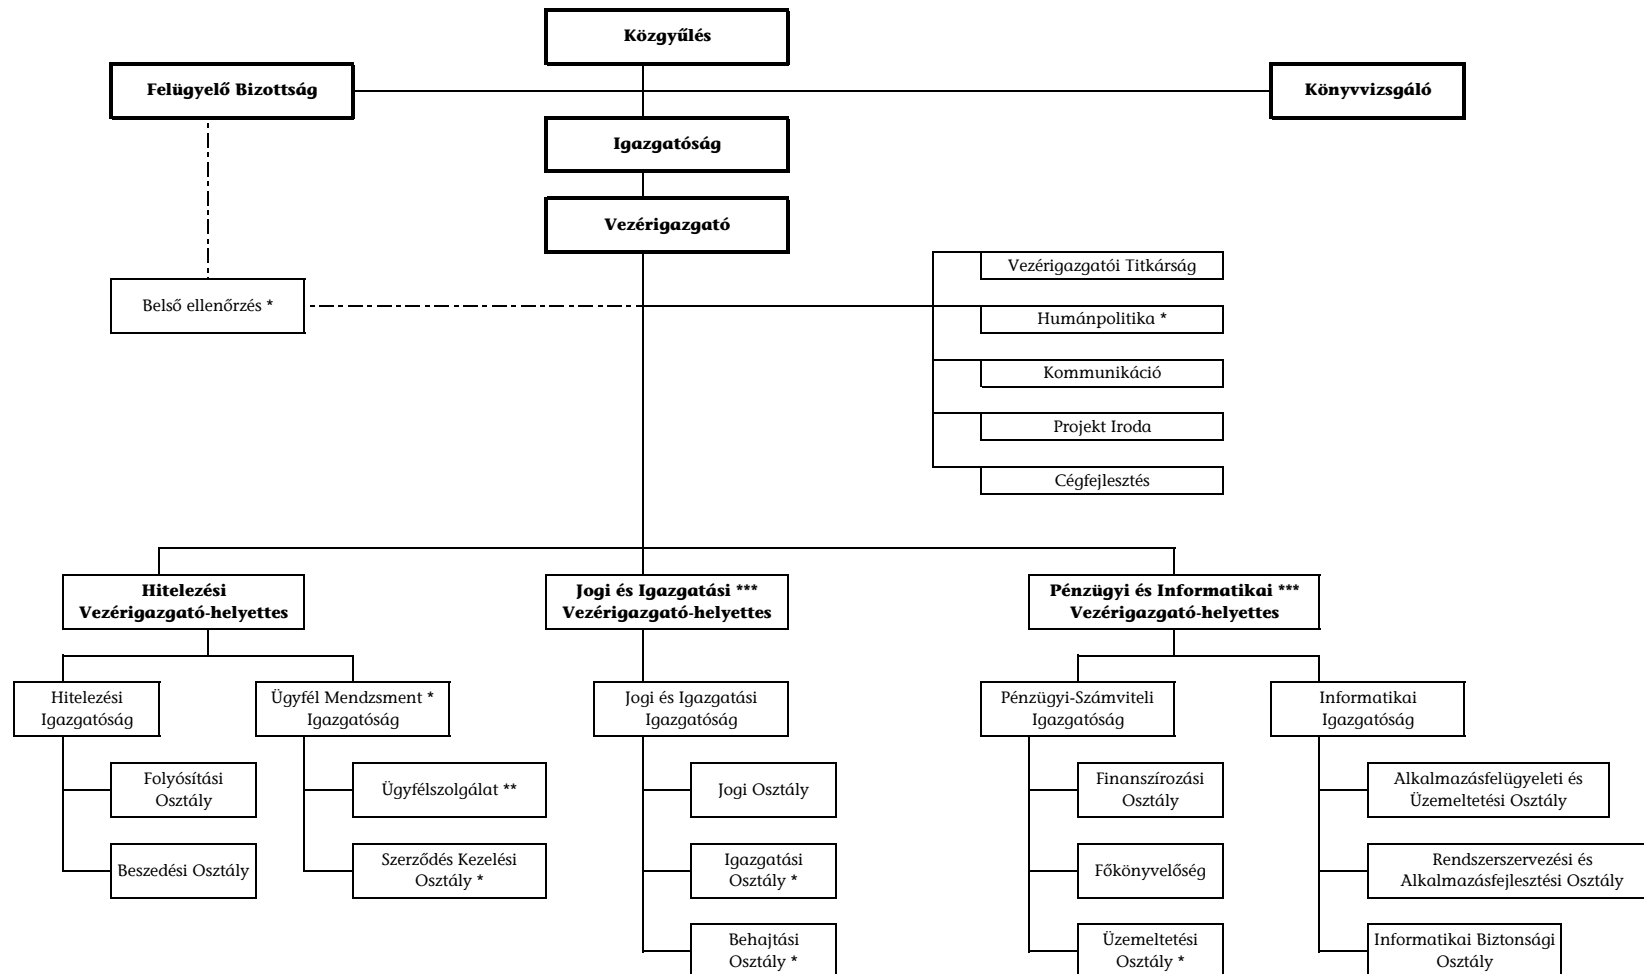 Közgyűlés
Felügyelő Bizottság
Könyvvizsgáló
Igazgatóság
Vezérigazgató
Vezérigazgatói Titkárság
Belső ellenőrzés *
Humánpolitika *
Kommunikáció
Projekt Iroda
Cégfejlesztés
Hitelezési
Vezérigazgató-helyettes
Jogi és Igazgatási ***
Vezérigazgató-helyettes
Pénzügyi és Informatikai ***
Vezérigazgató-helyettes
Hitelezési
Igazgatóság
Ügyfél Mendzsment *
Igazgatóság
Jogi és Igazgatási
Igazgatóság
Pénzügyi-Számviteli
Igazgatóság
Informatikai
Igazgatóság
Folyósítási
Osztály
Ügyfélszolgálat **
Jogi Osztály
Finanszírozási
Osztály
Alkalmazásfelügyeleti és
Üzemeltetési Osztály
Beszedési Osztály
Szerződés Kezelési
Osztály *
Igazgatási
Osztály *
Főkönyvelőség
Rendszerszervezési és
Alkalmazásfejlesztési Osztály
Behajtási
Osztály *
Üzemeltetési
Osztály *
Informatikai Biztonsági
Osztály